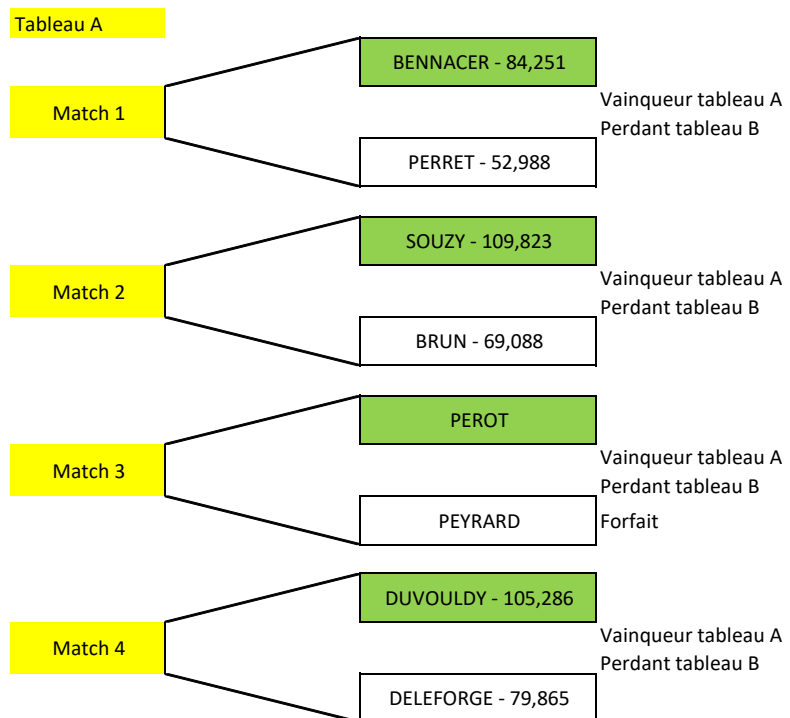 Tableau A
BENNACER - 84,251
Match 1
Vainqueur tableau A
Perdant tableau B
PERRET - 52,988
SOUZY - 109,823
Match 2
Vainqueur tableau A
Perdant tableau B
BRUN - 69,088
PEROT
Match 3
Vainqueur tableau A
Perdant tableau B
PEYRARD
Forfait
DUVOULDY - 105,286
Match 4
Vainqueur tableau A
Perdant tableau B
DELEFORGE - 79,865